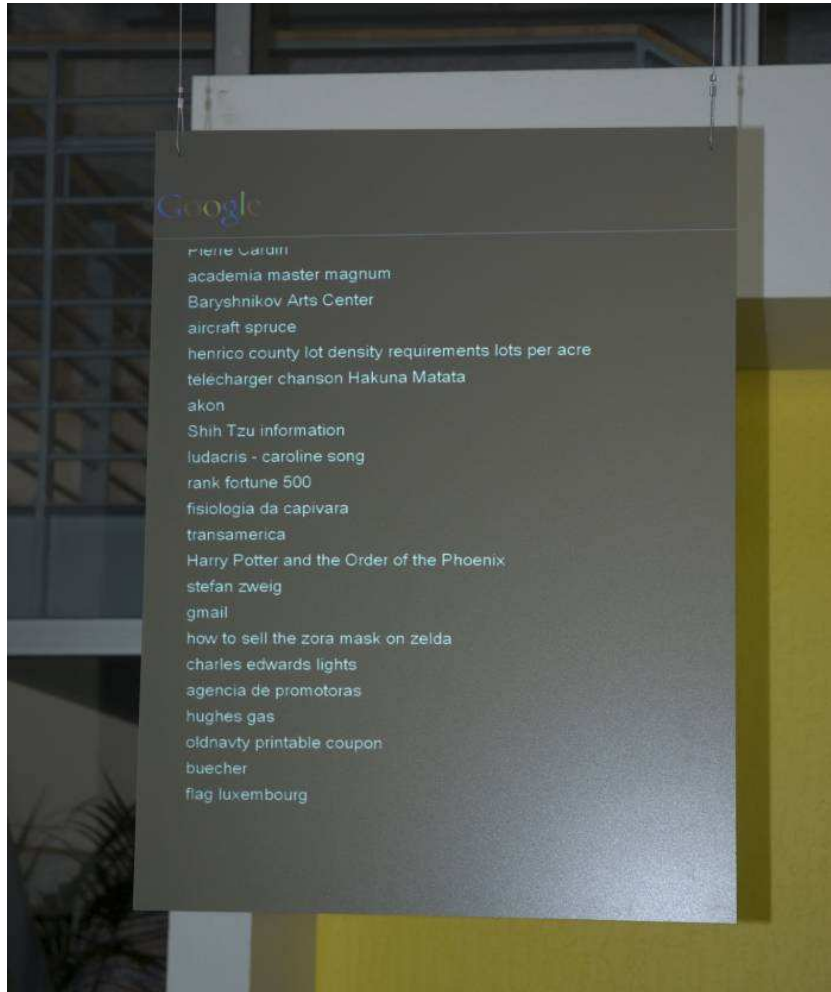 Google
Pierre Cardin
academia master magnum
Baryshnikov Arts Center
aircraft spruce
henrico county lot density requirements lots per acre
telecharger chanson Hakuna Matata
akon
Shih Tzu information
ludacris - caroline song
rank fortune 500
fisiologia da capivara
transamerica
Harry Potter and the Order of the Phoenix
stefan zweig
gmail
how to sell the zora mask on zelda
charles edwards lights
agencia de promotoras
hughes gas
oldnavty printable coupon
buecher
flag luxembourg